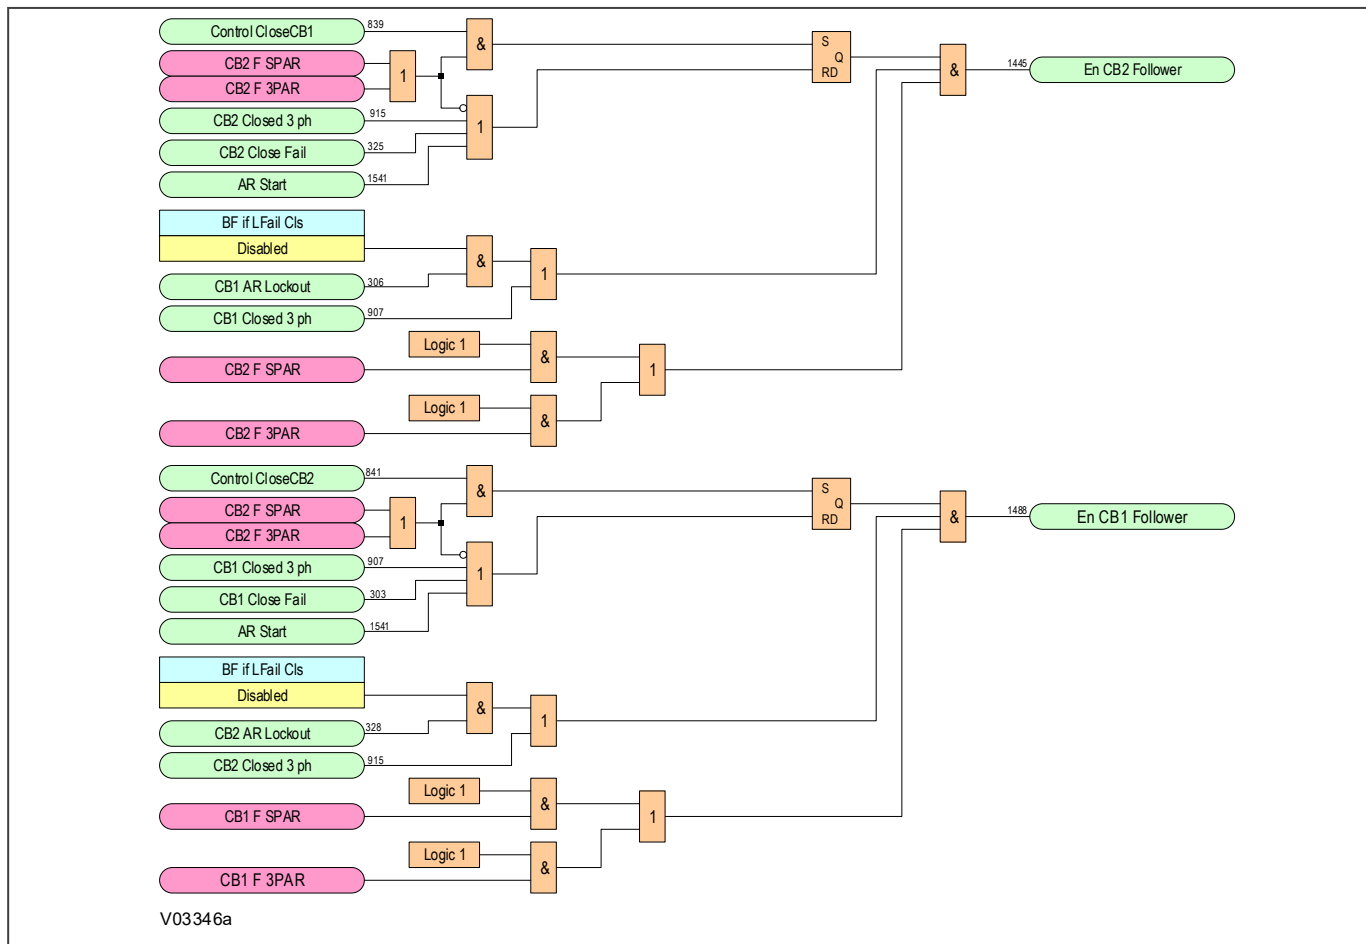 Control CloseCB1
839
&
CB2 F SPAR
CB2 F 3PAR
1
CB2 Closed 3 ph
915
CB2 Close Fail
325
AR Start
1541
1
S
Q
RD
&
1445
En CB2 Follower
BF if LFail Cls
Disabled
&
1
CB1 AR Lockout
306
CB1 Closed 3 ph
907
Logic 1
&
CB2 F SPAR
1
Logic 1
&
CB2 F 3PAR
Control CloseCB2
841
&
CB2 F SPAR
CB2 F 3PAR
1
CB1 Closed 3 ph
907
CB1 Close Fail
303
AR Start
1541
1
S
Q
RD
&
1488
En CB1 Follower
BF if LFail Cls
Disabled
&
1
CB2 AR Lockout
328
CB2 Closed 3 ph
915
Logic 1
&
CB1 F SPAR
1
Logic 1
&
CB1 F 3PAR
V03346a